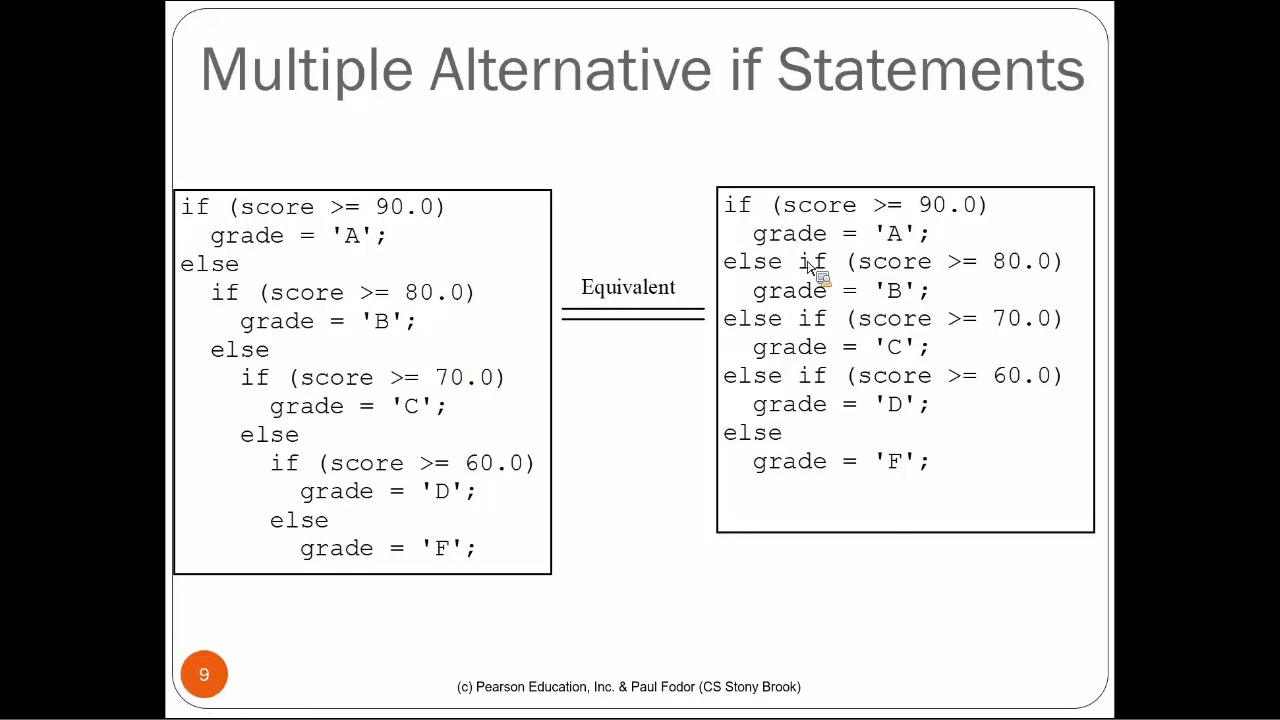 Multiple Alternative if Statements
if (score >= 90.0)
  grade = 'A';
else
  if (score >= 80.0)
    grade = 'B';
  else
    if (score >= 70.0)
      grade = 'C';
    else
      if (score >= 60.0)
        grade = 'D';
      else
        grade = 'F';
Equivalent
if (score >= 90.0)
  grade = 'A';
else if (score >= 80.0)
  grade = 'B';
else if (score >= 70.0)
  grade = 'C';
else if (score >= 60.0)
  grade = 'D';
else
  grade = 'F';
9
(c) Pearson Education, Inc. & Paul Fodor (CS Stony Brook)